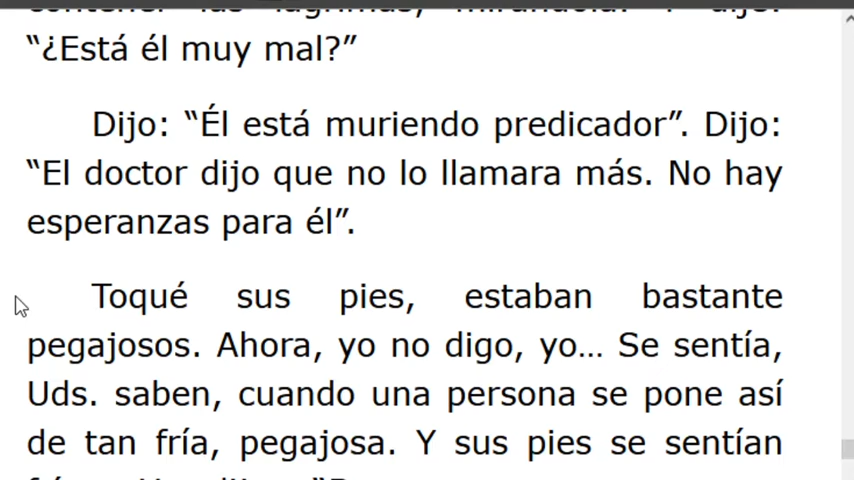 “¿Está él muy mal?”
Dijo: “Él está muriendo predicador”. Dijo:
“El doctor dijo que no lo llamara más. No hay
esperanzas para él”.
Toqué sus pies, estaban bastante
pegajosos. Ahora, yo no digo, yo… Se sentía,
Uds. saben, cuando una persona se pone así
de tan fría, pegajosa. Y sus pies se sentían